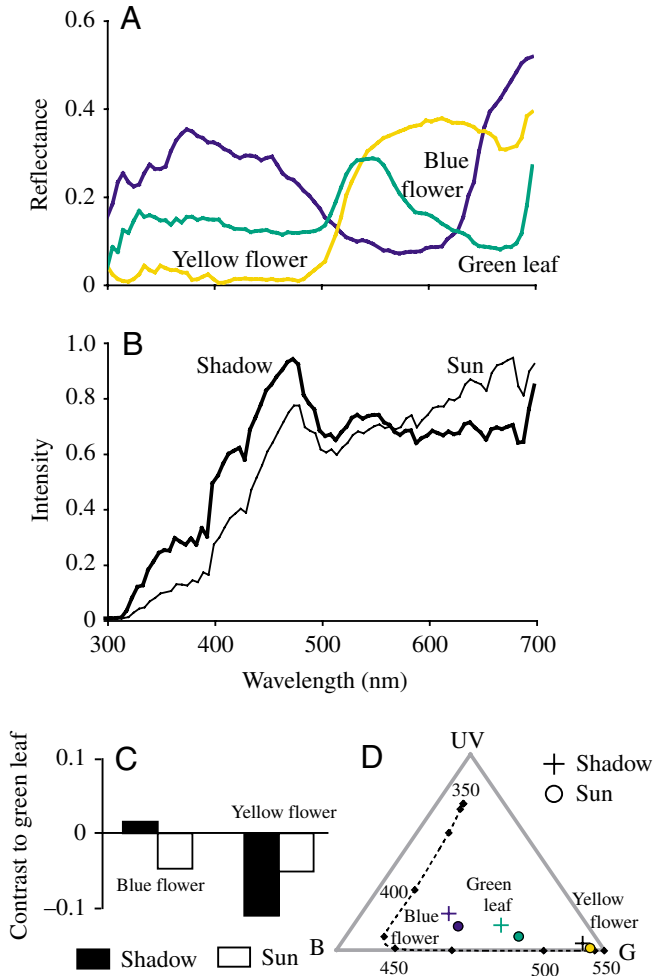 A
0.6
0.4
0.2
0
Reflectance
Blue
flower
Yellow flower
Green leaf
B
1.0
0.8
0.6
0.4
0.2
0
Intensity
Shadow
Sun
300
400
500
600
700
Wavelength (nm)
C
0.1
0
–0.1
Contrast to green leaf
Yellow flower
Blue flower
Shadow
Sun
D
UV
Shadow
Sun
350
400
Green
leaf
Blue
flower
Yellow
flower
B
G
450
500
550